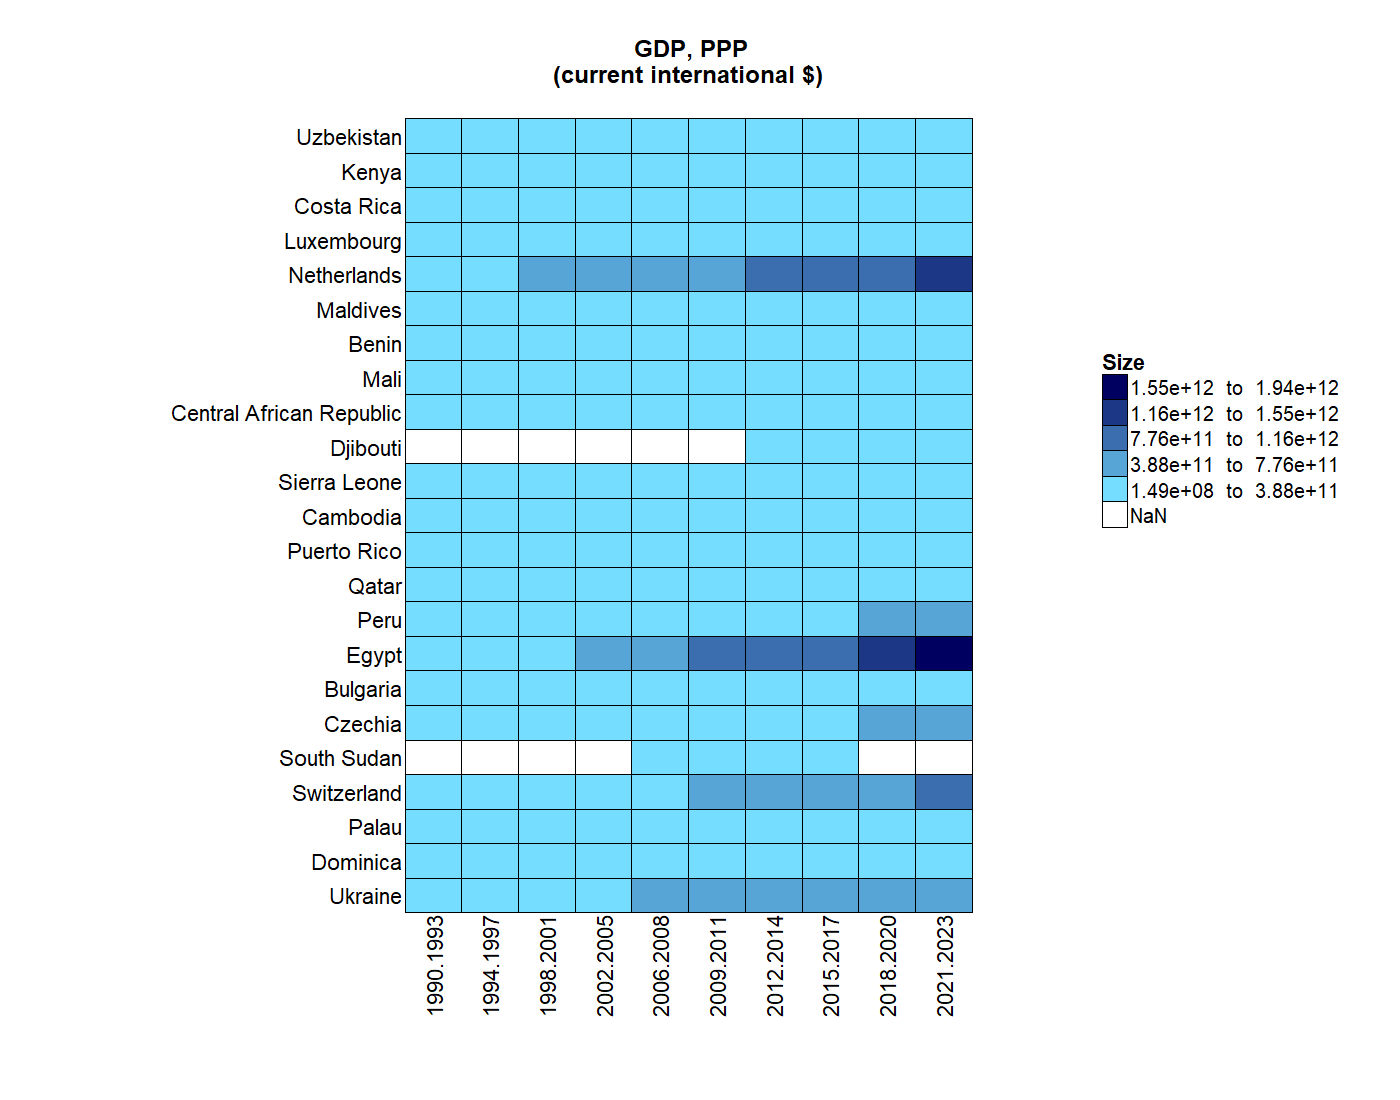 GDP, PPP
(current international $)
Uzbekistan
Kenya
Costa Rica
Luxembourg
Netherlands
Maldives
Benin
Mali
Central African Republic
Djibouti
Sierra Leone
Cambodia
Puerto Rico
Qatar
Peru
Egypt
Bulgaria
Czechia
South Sudan
Switzerland
Palau
Dominica
Ukraine
1990.1993
1994.1997
1998.2001
2002.2005
2006.2008
2009.2011
2012.2014
2015.2017
2018.2020
2021.2023
Size
1.55e+12 to 1.94e+12
1.16e+12 to 1.55e+12
7.76e+11 to 1.16e+12
3.88e+11 to 7.76e+11
1.49e+08 to 3.88e+11
NaN